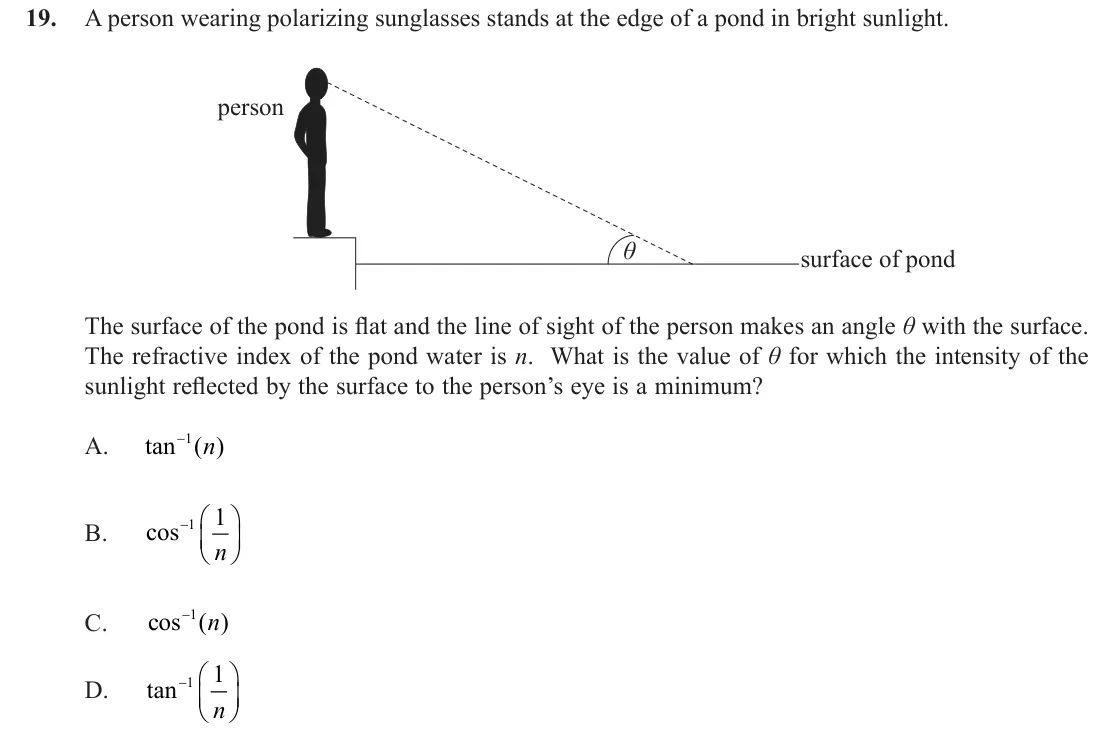 19. A person wearing polarizing sunglasses stands at the edge of a pond in bright sunlight.
person
θ
surface of pond
The surface of the pond is flat and the line of sight of the person makes an angle θ with the surface.
The refractive index of the pond water is n. What is the value of θ for which the intensity of the
sunlight reflected by the surface to the person’s eye is a minimum?
A. tan⁻¹(n)
B. cos⁻¹(1/n)
C. cos⁻¹(n)
D. tan⁻¹(1/n)